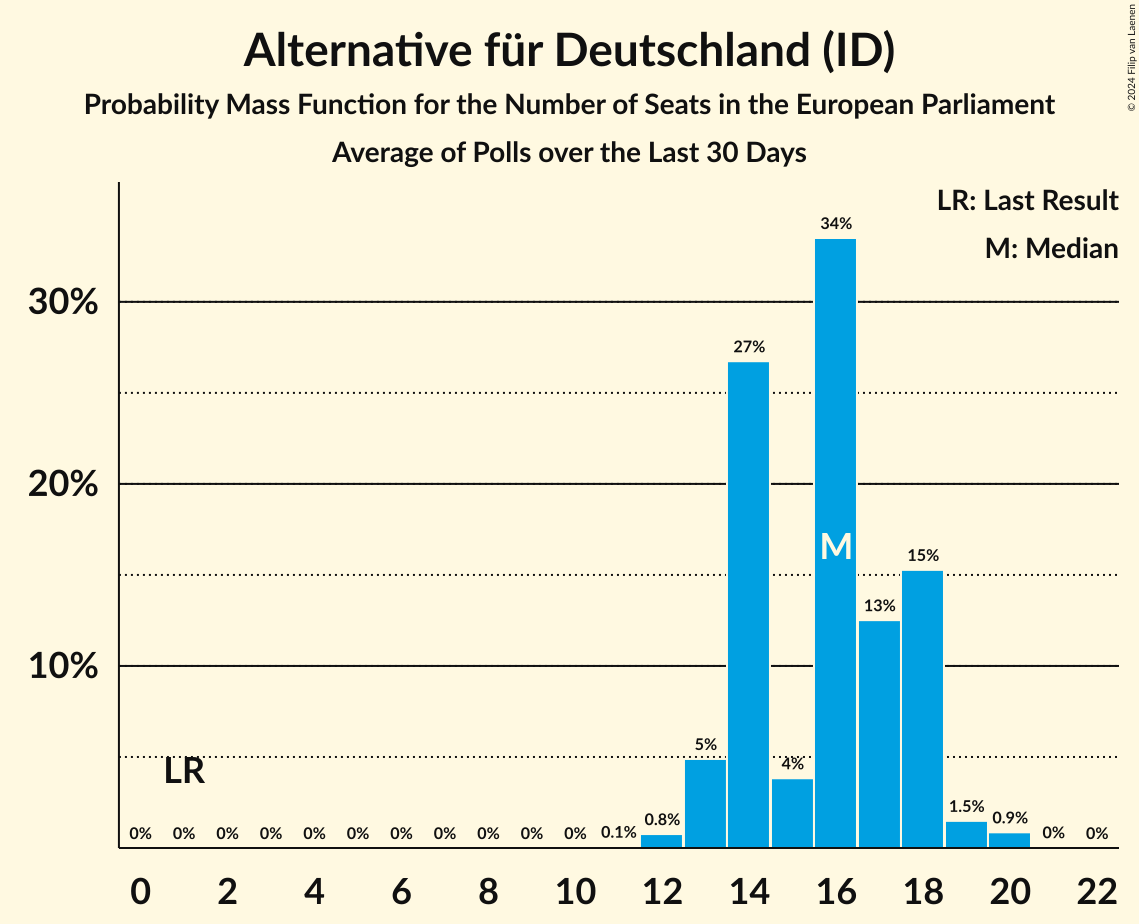 Alternative für Deutschland (ID)
Probability Mass Function for the Number of Seats in the European Parliament
Average of Polls over the Last 30 Days
© 2024 Filip van Laenen
LR: Last Result
M: Median
34%
30%
27%
20%
M
15%
13%
10%
5%
4%
LR
0% 0% 0% 0% 0% 0% 0% 0% 0% 0% 0% 0.1% 0.8% 1.5% 0.9% 0% 0%
0 2 4 6 8 10 12 14 16 18 20 22